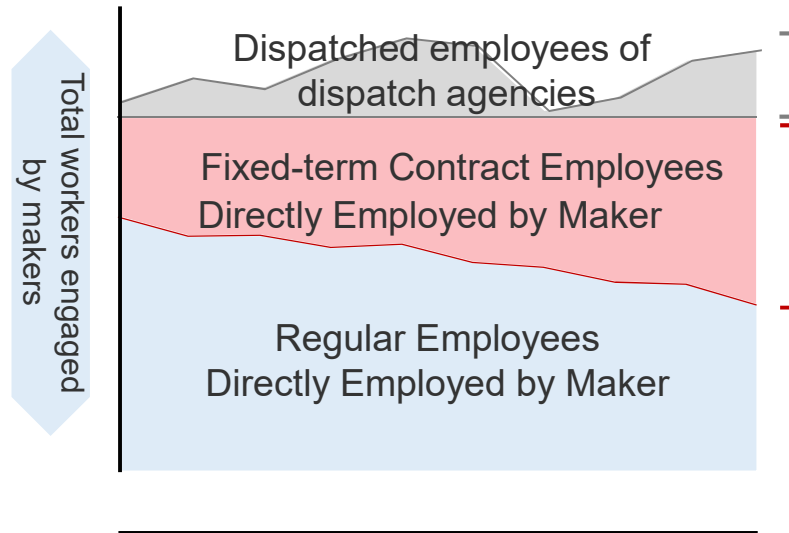 Total workers engaged
by makers
Dispatched employees of
dispatch agencies
Fixed-term Contract Employees
Directly Employed by Maker
Regular Employees
Directly Employed by Maker